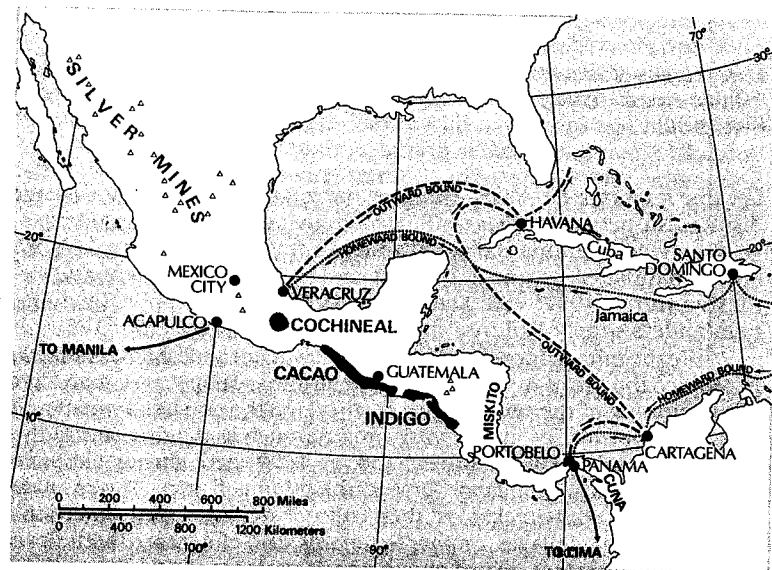 70°
30°
SILVER MINES
OUTWARD BOUND
HAVANA
20°
HOMEWARD BOUND
Cuba
SANTO
DOMINGO
20°
MEXICO
CITY
VERACRUZ
Jamaica
ACAPULCO
COCHINEAL
TO MANILA
OUTWARD BOUND
GUATEMALA
CACAO
HOMEWARD BOUND
INDIGO
MISKITO
10°
PORTOBELO
CARTAGENA
PANAMA
CUNA
0 200 400 600 800 Miles
0 400 800 1200 Kilometers
TO LIMA
100°
90°